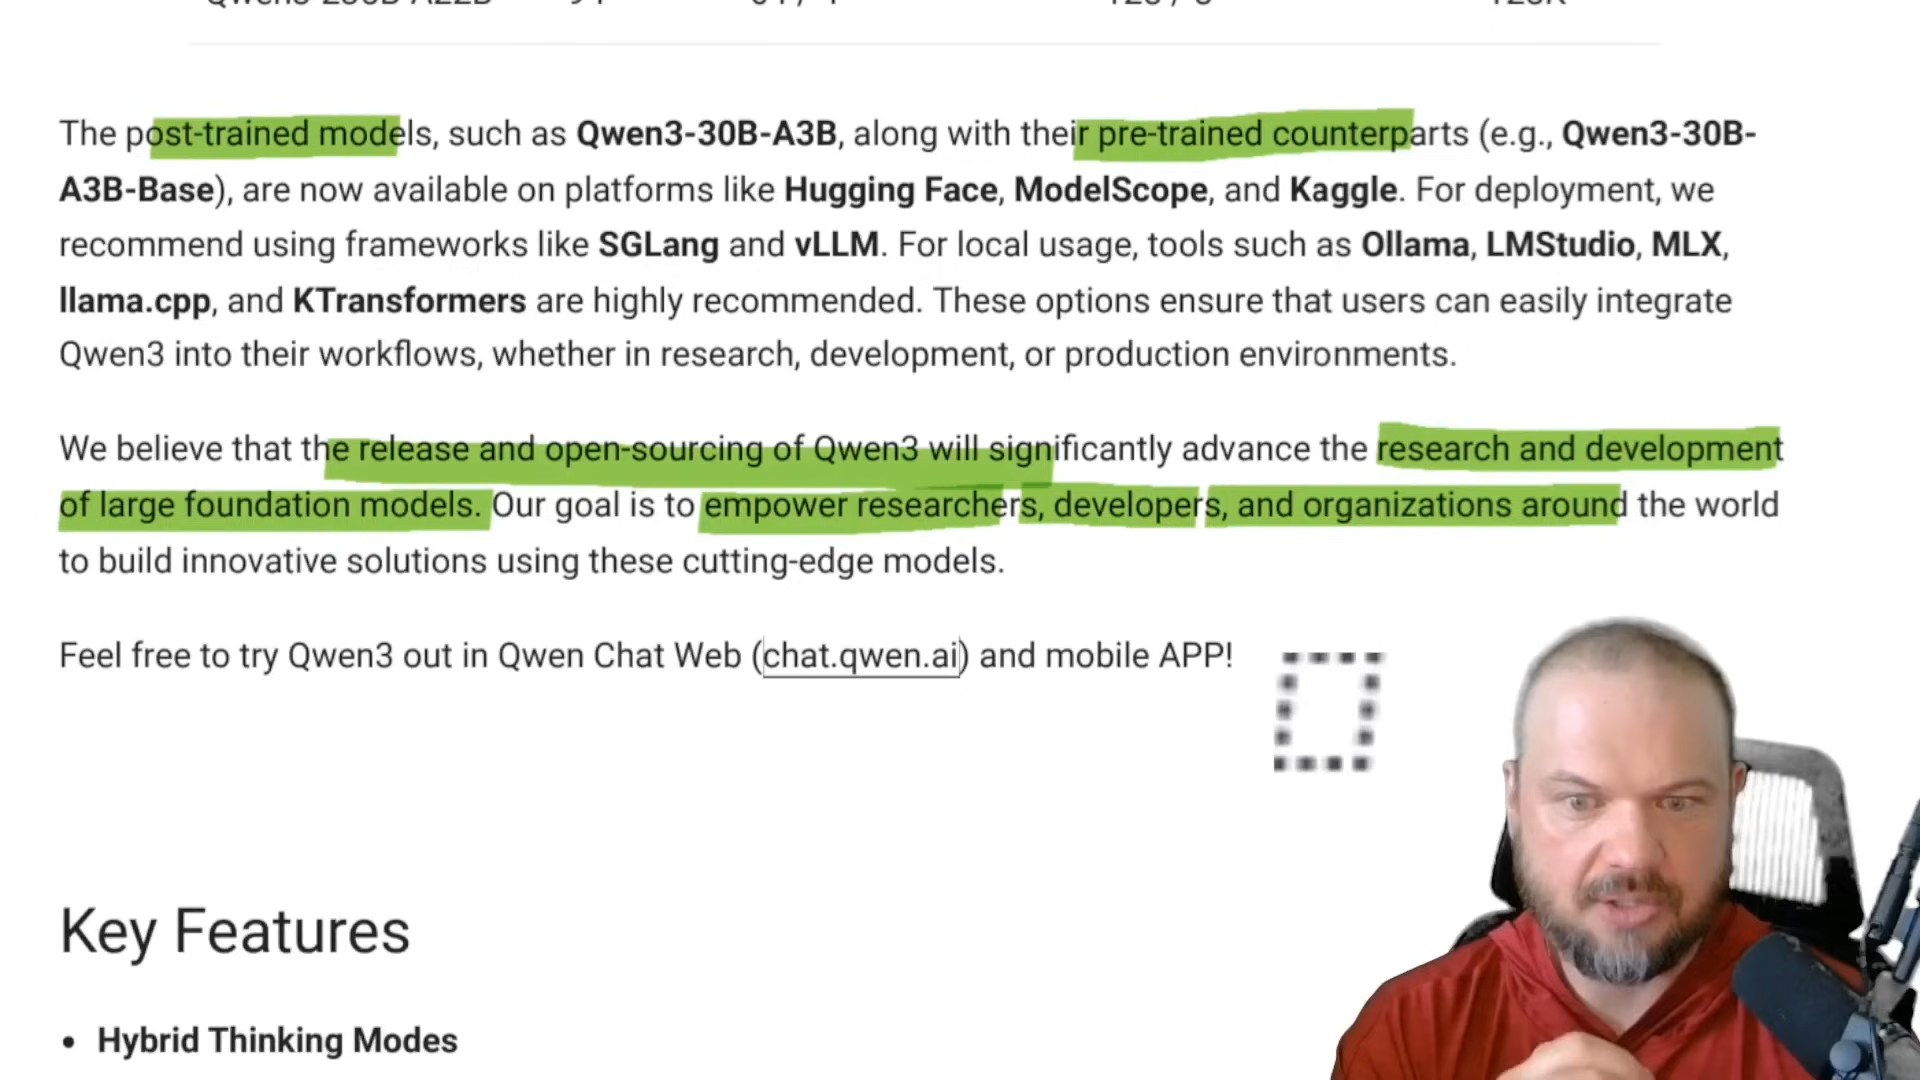 The post-trained models, such as Qwen3-30B-A3B, along with their pre-trained counterparts (e.g., Qwen3-30B-
A3B-Base), are now available on platforms like Hugging Face, ModelScope, and Kaggle. For deployment, we
recommend using frameworks like SGLang and vLLM. For local usage, tools such as Ollama, LMStudio, MLX,
llama.cpp, and KTransformers are highly recommended. These options ensure that users can easily integrate
Qwen3 into their workflows, whether in research, development, or production environments.
We believe that the release and open-sourcing of Qwen3 will significantly advance the research and development
of large foundation models. Our goal is to empower researchers, developers, and organizations around the world
to build innovative solutions using these cutting-edge models.
Feel free to try Qwen3 out in Qwen Chat Web (chat.qwen.ai) and mobile APP!
Key Features
• Hybrid Thinking Modes